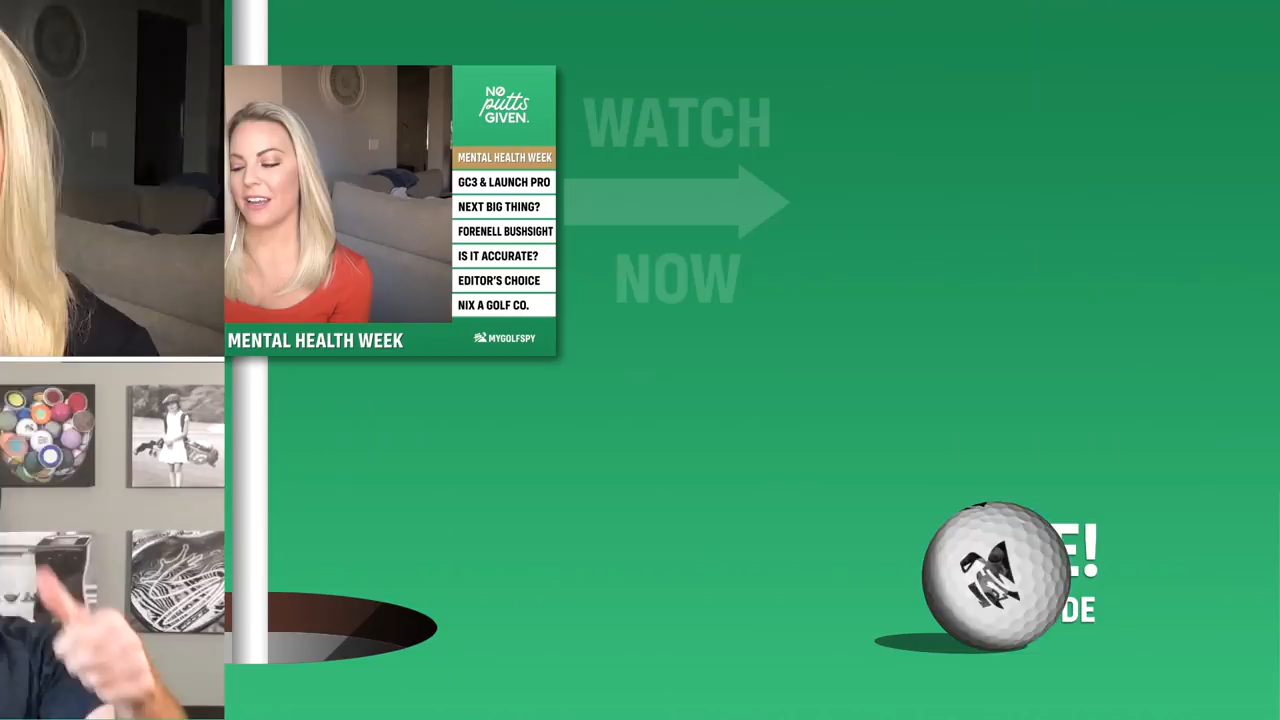 NO
putts
GIVEN.
MENTAL HEALTH WEEK
GC3 & LAUNCH PRO
NEXT BIG THING?
FORENELL BUSHSIGHT
IS IT ACCURATE?
EDITOR'S CHOICE
NIX A GOLF CO.
MENTAL HEALTH WEEK
MYGOLFSPY
WATCH
NOW